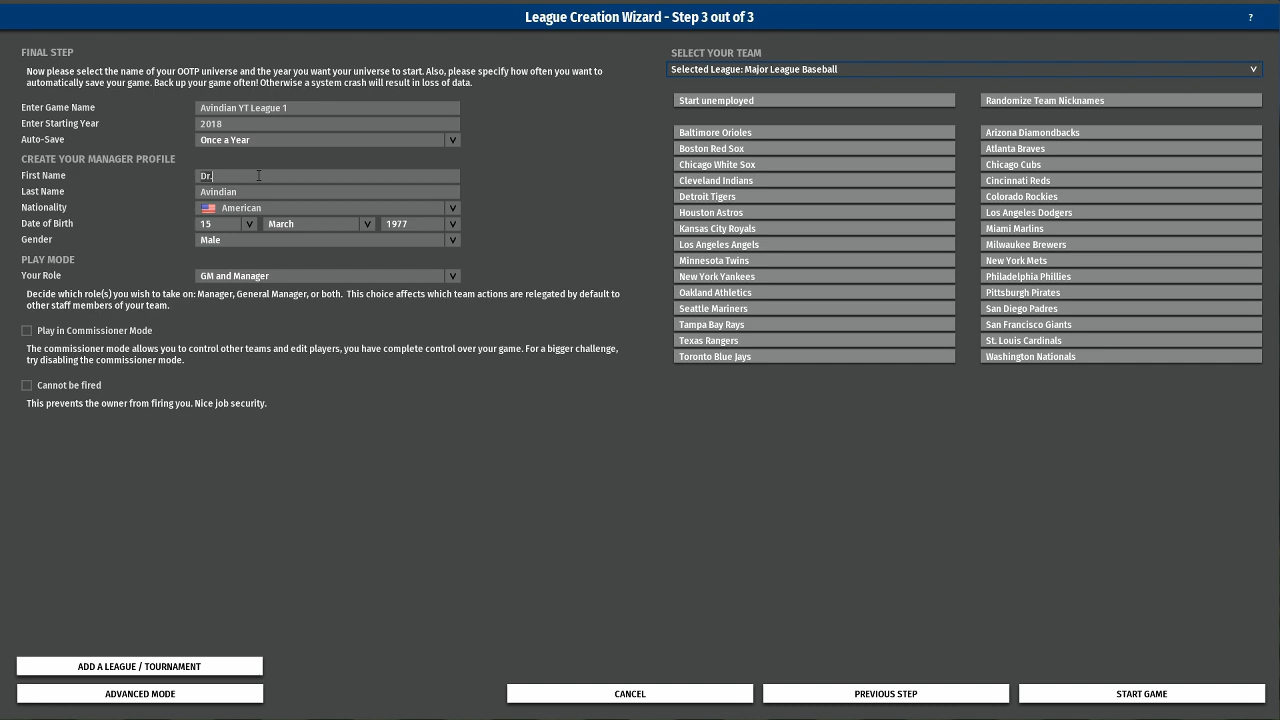 League Creation Wizard - Step 3 out of 3
?
FINAL STEP
Now please select the name of your OOTP universe and the year you want your universe to start. Also, please specify how often you want to
automatically save your game. Back up your game often! Otherwise a system crash will result in loss of data.
Enter Game Name Avindian YT League 1
Enter Starting Year 2018
Auto-Save Once a Year
CREATE YOUR MANAGER PROFILE
First Name Dr.
Last Name Avindian
Nationality American
Date of Birth 15 March 1977
Gender Male
PLAY MODE
Your Role GM and Manager
Decide which role(s) you wish to take on: Manager, General Manager, or both. This choice affects which team actions are relegated by default to
other staff members of your team.
Play in Commissioner Mode
The commissioner mode allows you to control other teams and edit players, you have complete control over your game. For a bigger challenge,
try disabling the commissioner mode.
Cannot be fired
This prevents the owner from firing you. Nice job security.
SELECT YOUR TEAM
Selected League: Major League Baseball
Start unemployed Randomize Team Nicknames
Baltimore Orioles Arizona Diamondbacks
Boston Red Sox Atlanta Braves
Chicago White Sox Chicago Cubs
Cleveland Indians Cincinnati Reds
Detroit Tigers Colorado Rockies
Houston Astros Los Angeles Dodgers
Kansas City Royals Miami Marlins
Los Angeles Angels Milwaukee Brewers
Minnesota Twins New York Mets
New York Yankees Philadelphia Phillies
Oakland Athletics Pittsburgh Pirates
Seattle Mariners San Diego Padres
Tampa Bay Rays San Francisco Giants
Texas Rangers St. Louis Cardinals
Toronto Blue Jays Washington Nationals
ADD A LEAGUE / TOURNAMENT
ADVANCED MODE CANCEL PREVIOUS STEP START GAME